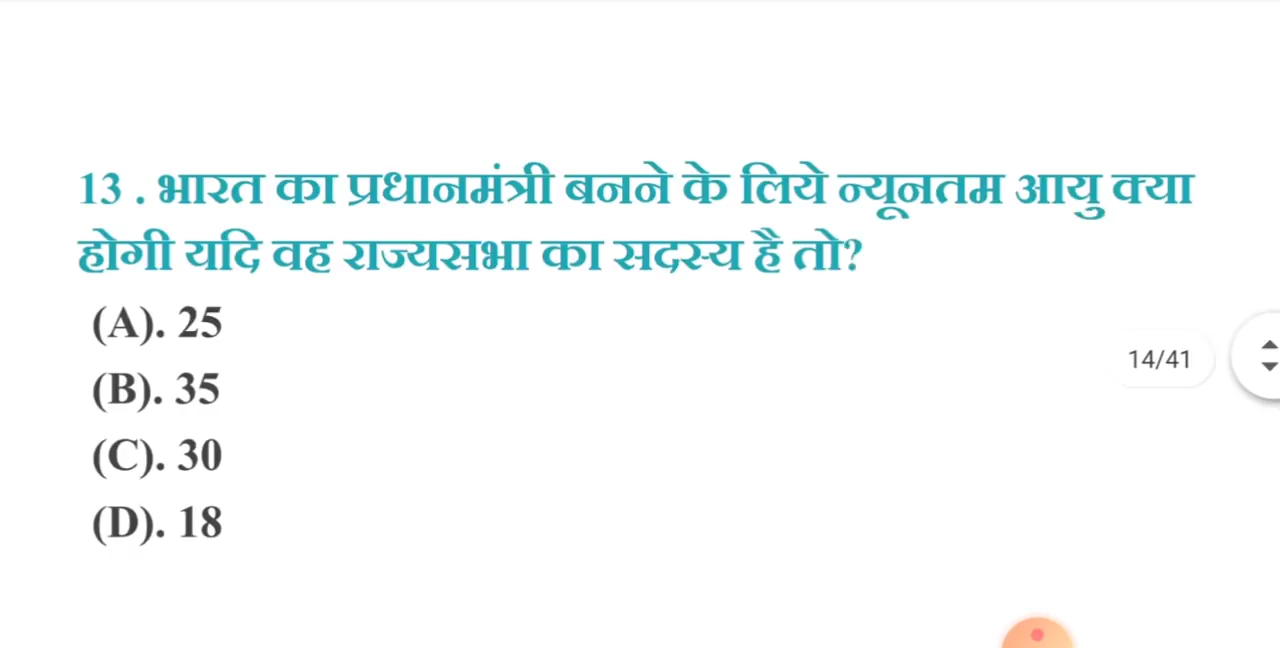 13 . भारत का प्रधानमंत्री बनने के लिये न्यूनतम आयु क्या
होगी यदि वह राज्यसभा का सदस्य है तो?
(A). 25
(B). 35
14/41
(C). 30
(D). 18